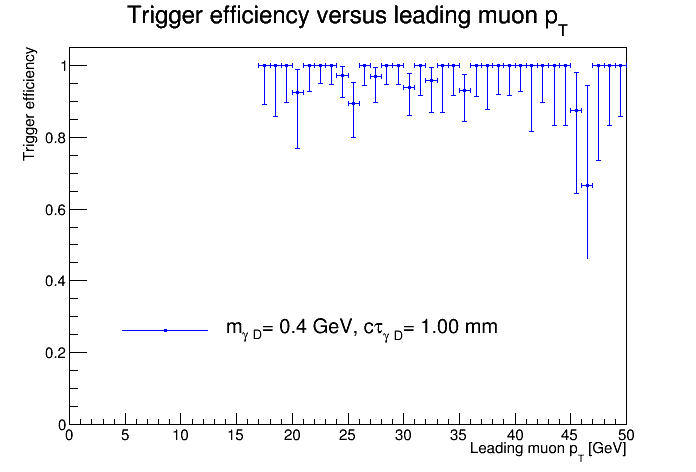 Trigger efficiency versus leading muon p_T
Trigger efficiency
1
0.8
0.6
0.4
0.2
0
m_γ D= 0.4 GeV, cτ_γ D= 1.00 mm
0 5 10 15 20 25 30 35 40 45 50
Leading muon p_T [GeV]